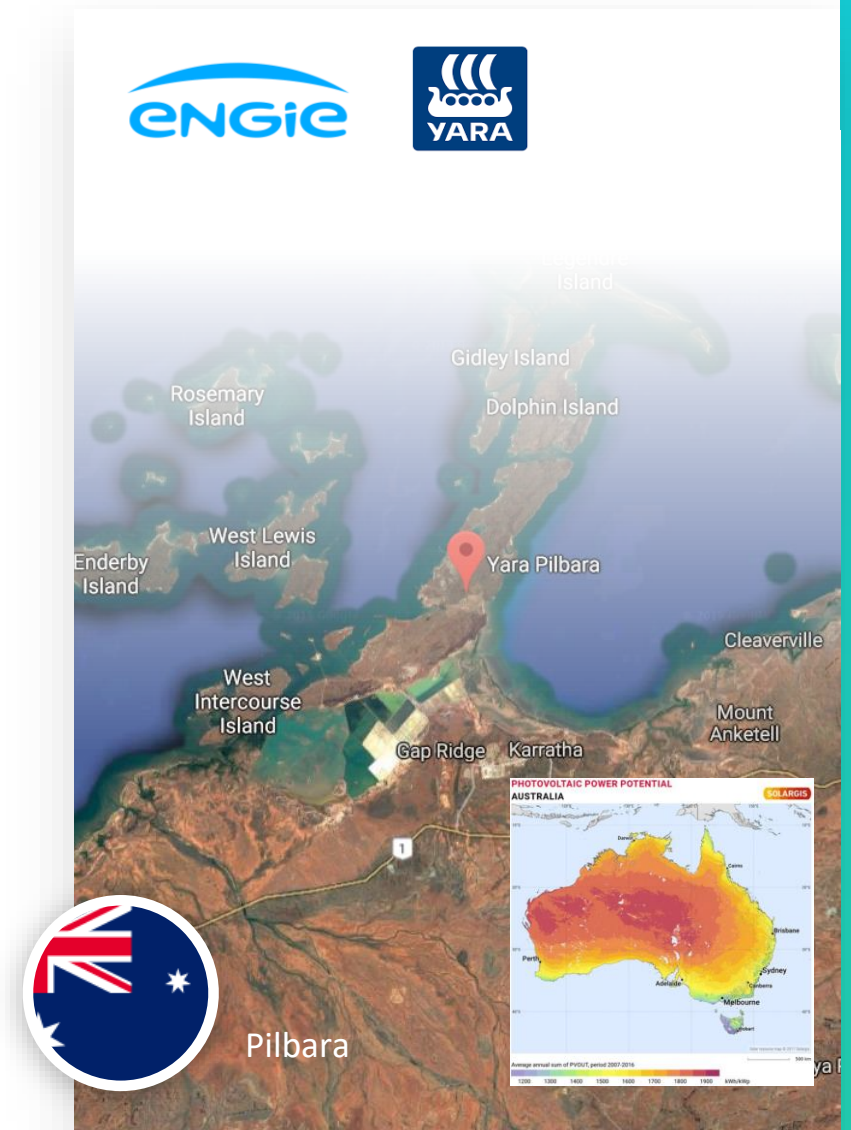 ENGIE
YARA
Island
Gidley Island
Rosemary
Island
Dolphin Island
West Lewis
Island
Enderby
Island
Yara Pilbara
Cleaverville
West
Intercourse
Island
Mount
Anketell
Gap Ridge
Karratha
1
PHOTOVOLTAIC POWER POTENTIAL
AUSTRALIA
SOLARGIS
Darwin
Cairns
Brisbane
Perth
Sydney
Adelaide
Canberra
Melbourne
Hobart
500 km
Average annual sum of PVOUT, period 2007-2016
1200 1300 1400 1500 1600 1700 1800 1900 kWh/kWp
Pilbara